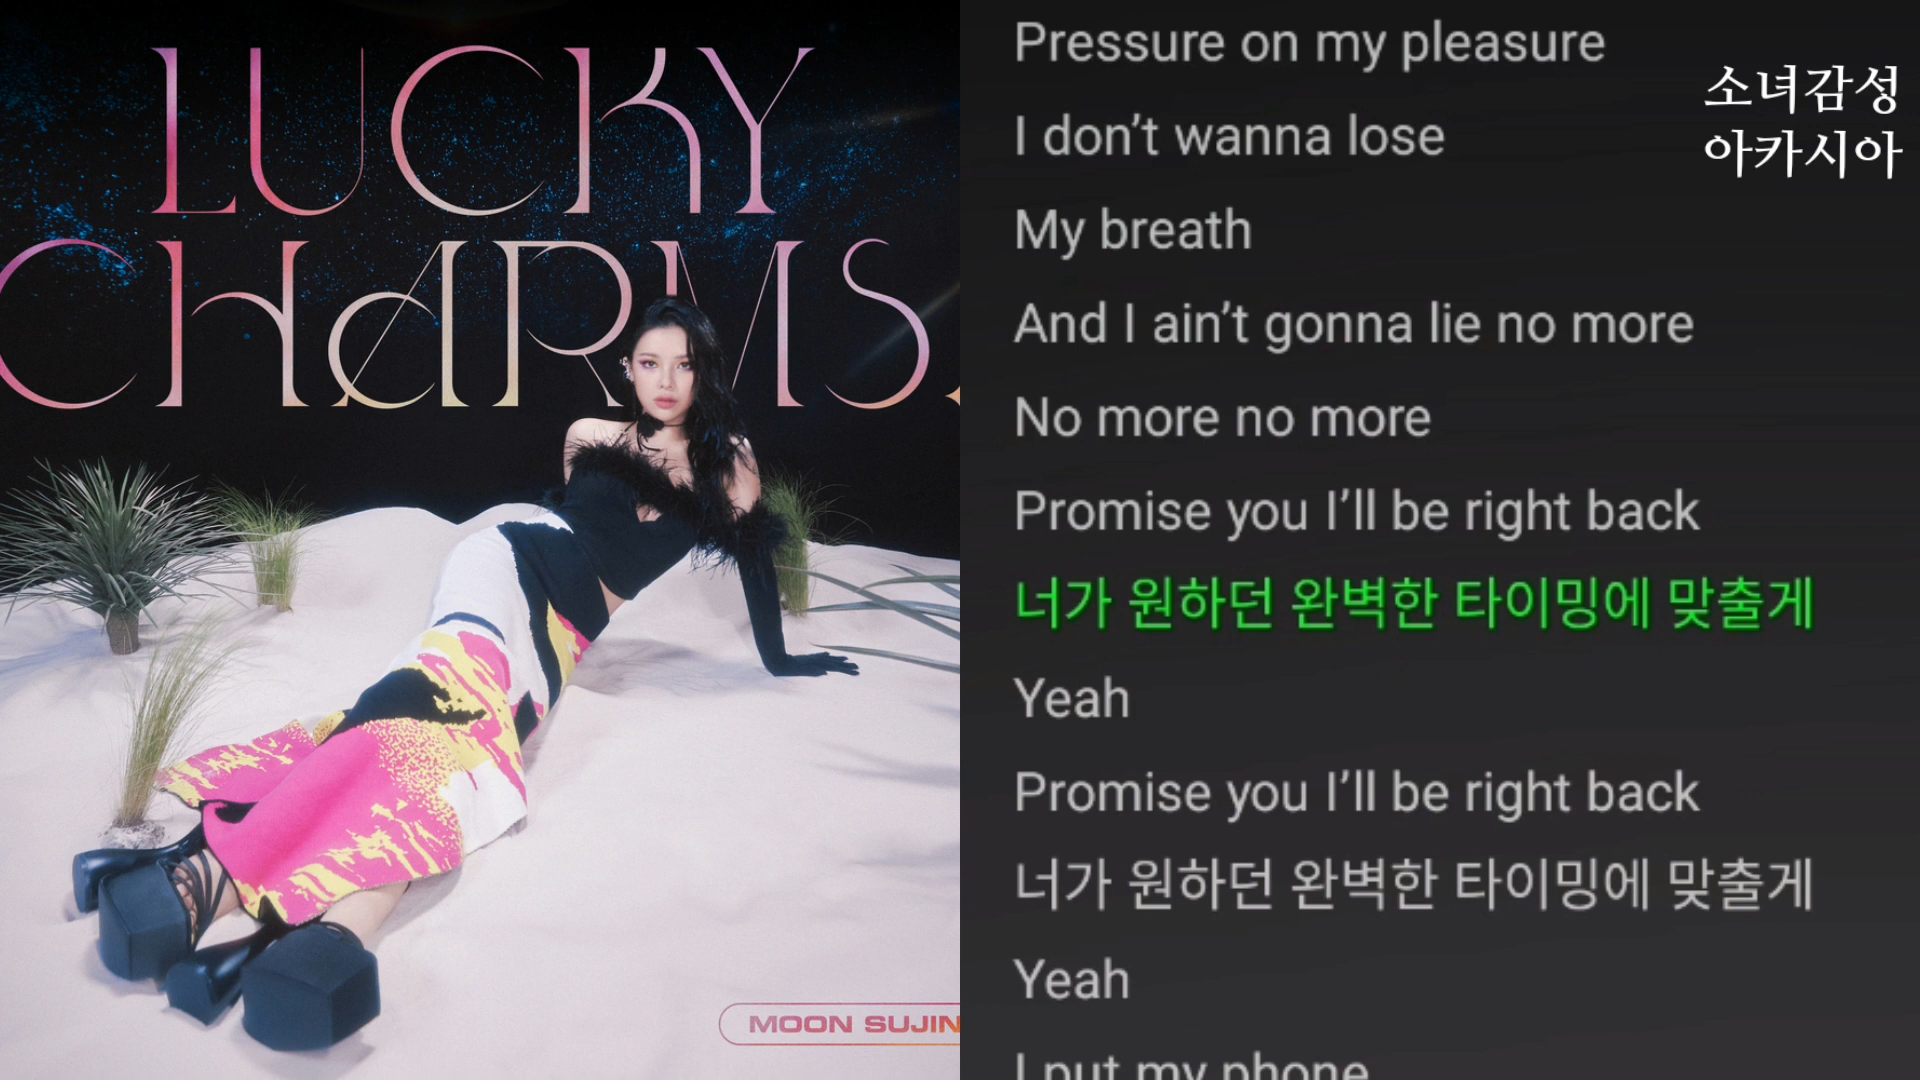 LUCKY
CHARMS
MOON SUJIN
Pressure on my pleasure
I don’t wanna lose
My breath
And I ain’t gonna lie no more
No more no more
Promise you I’ll be right back
너가 원하던 완벽한 타이밍에 맞출게
Yeah
Promise you I’ll be right back
너가 원하던 완벽한 타이밍에 맞출게
Yeah
I put my phone
소녀감성
아카시아